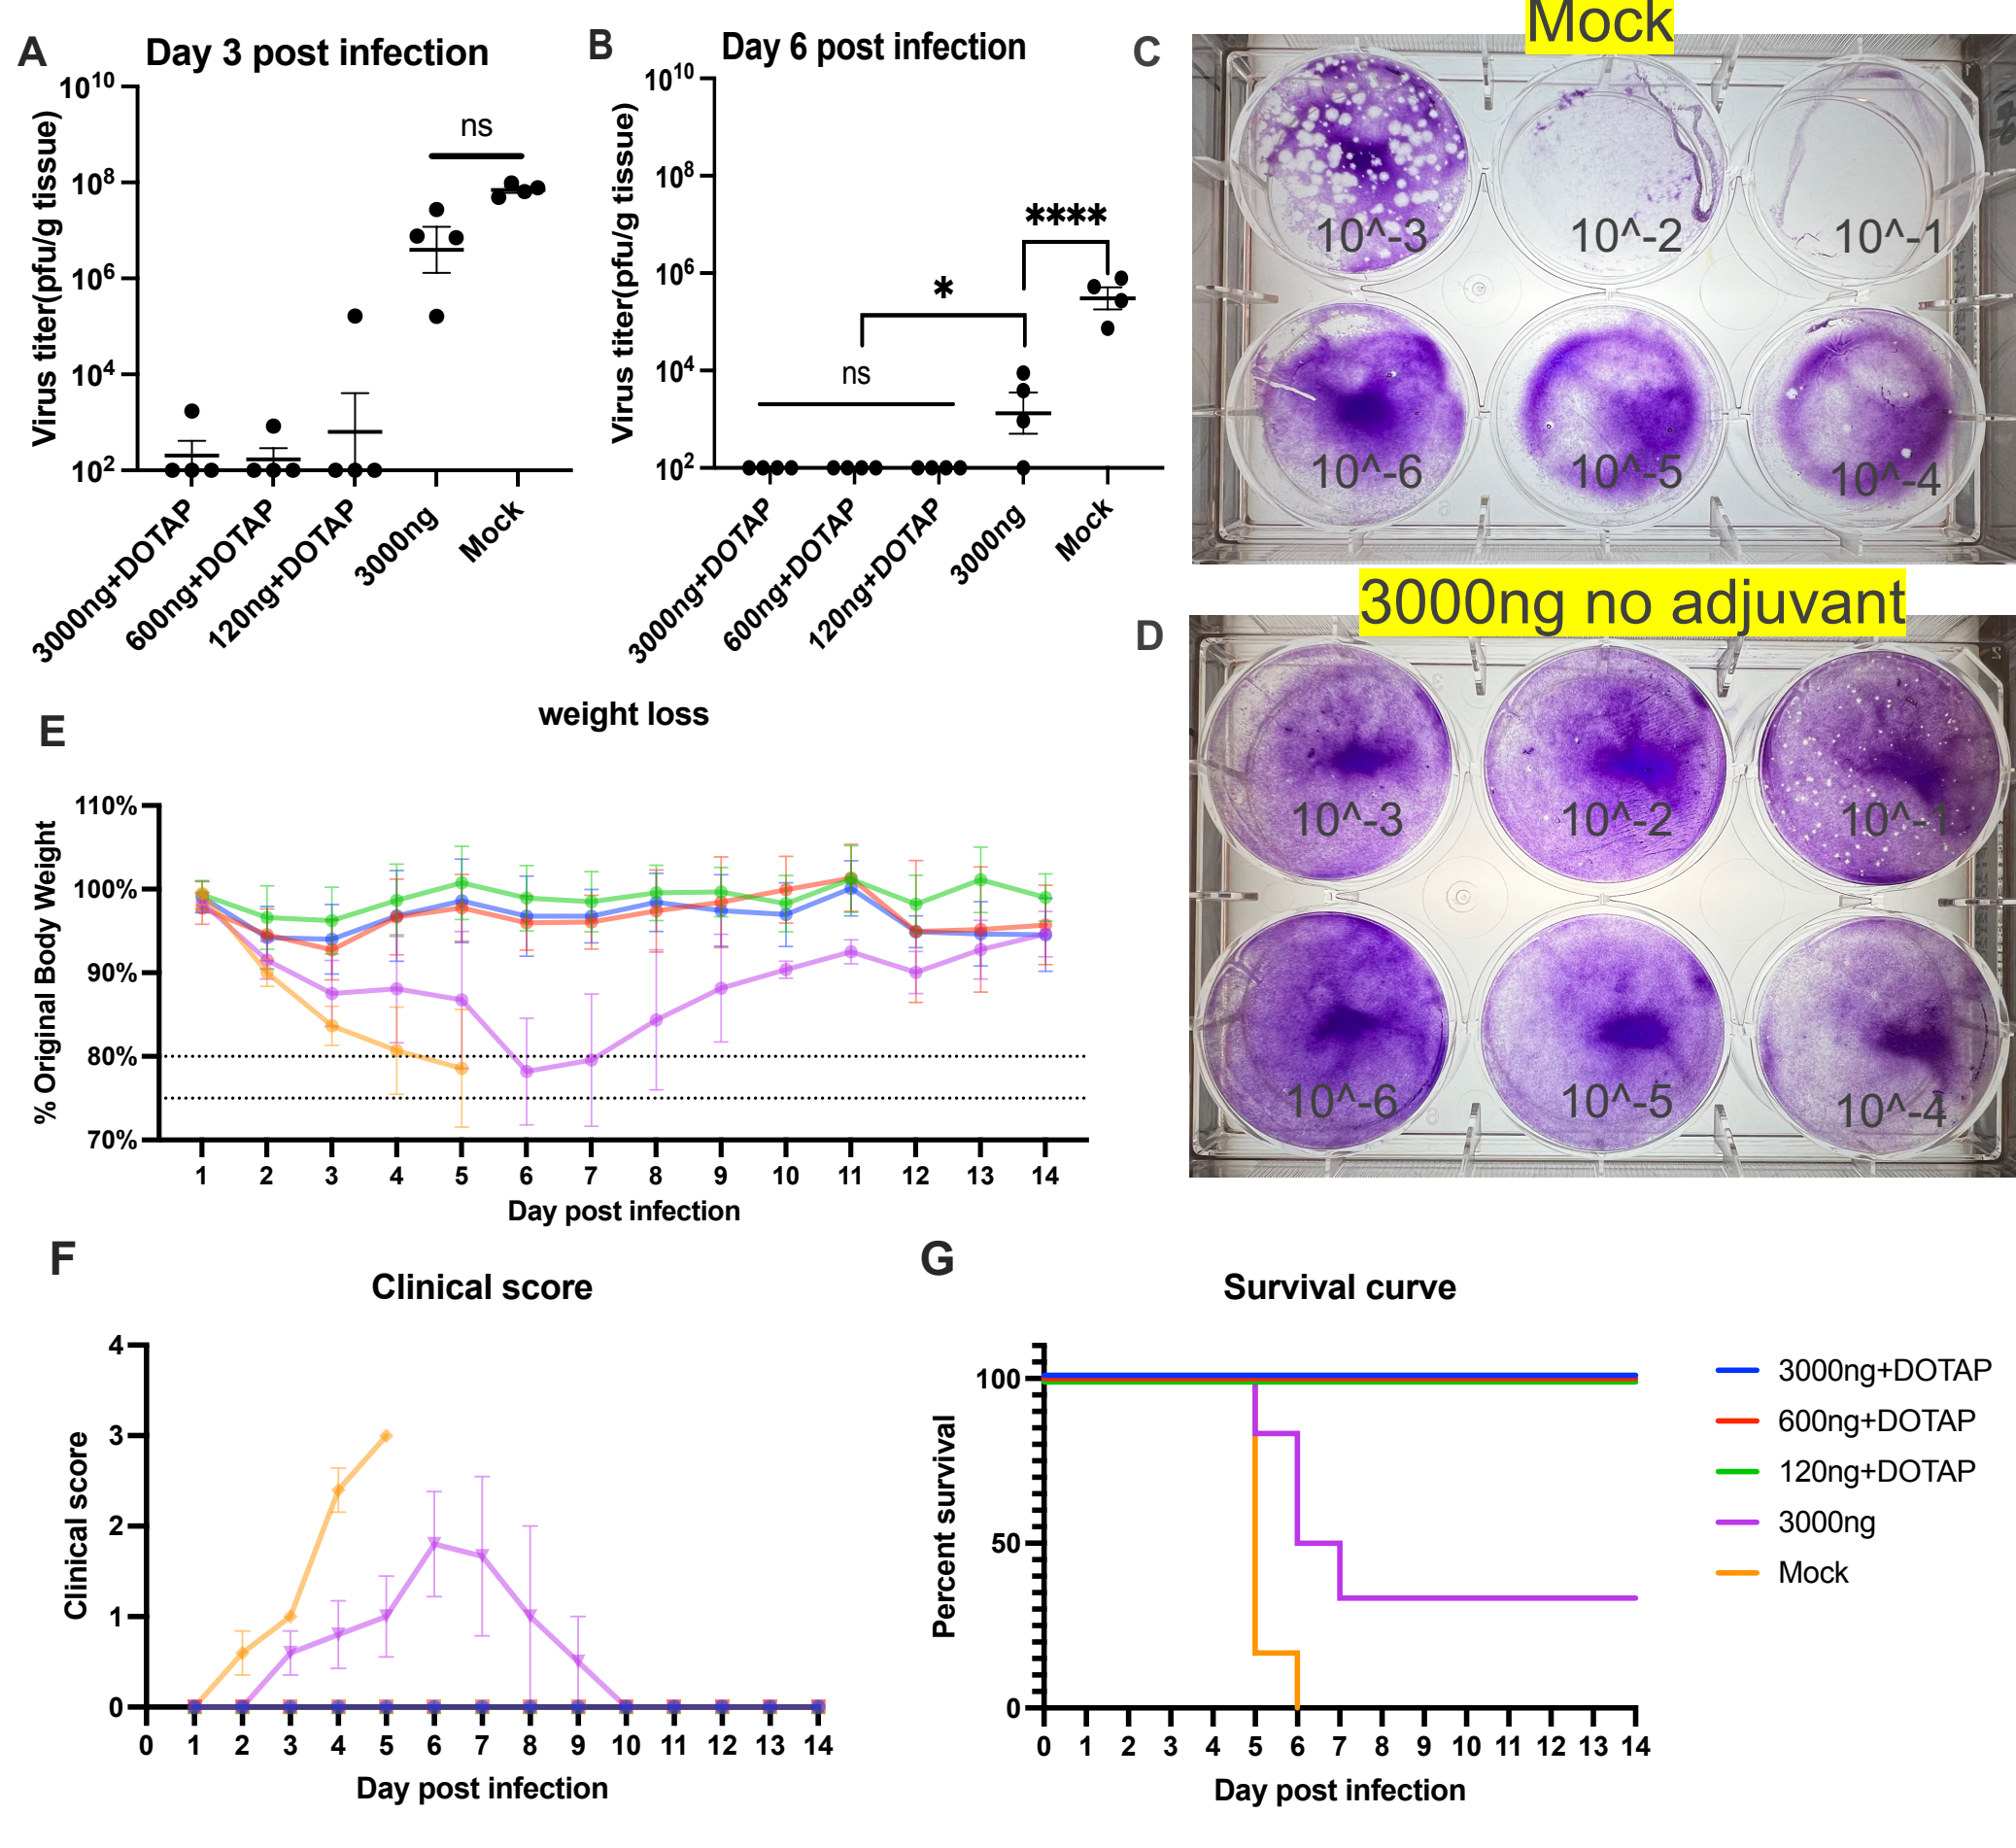 A
Day 3 post infection
Virus titer(pfu/g tissue)
10^10
10^8
10^6
10^4
10^2
ns
3000ng+DOTAP
600ng+DOTAP
120ng+DOTAP
3000ng
Mock
B
Day 6 post infection
Virus titer(pfu/g tissue)
10^10
10^8
10^6
10^4
10^2
ns
*
****
3000ng+DOTAP
600ng+DOTAP
120ng+DOTAP
3000ng
Mock
C
Mock
10^-3
10^-2
10^-1
10^-6
10^-5
10^-4
D
3000ng no adjuvant
10^-3
10^-2
10^-1
10^-6
10^-5
10^-4
E
weight loss
% Original Body Weight
110%
100%
90%
80%
70%
1 2 3 4 5 6 7 8 9 10 11 12 13 14
Day post infection
F
Clinical score
Clinical score
4
3
2
1
0
0 1 2 3 4 5 6 7 8 9 10 11 12 13 14
Day post infection
G
Survival curve
Percent survival
100
50
0
0 1 2 3 4 5 6 7 8 9 10 11 12 13 14
Day post infection
3000ng+DOTAP
600ng+DOTAP
120ng+DOTAP
3000ng
Mock